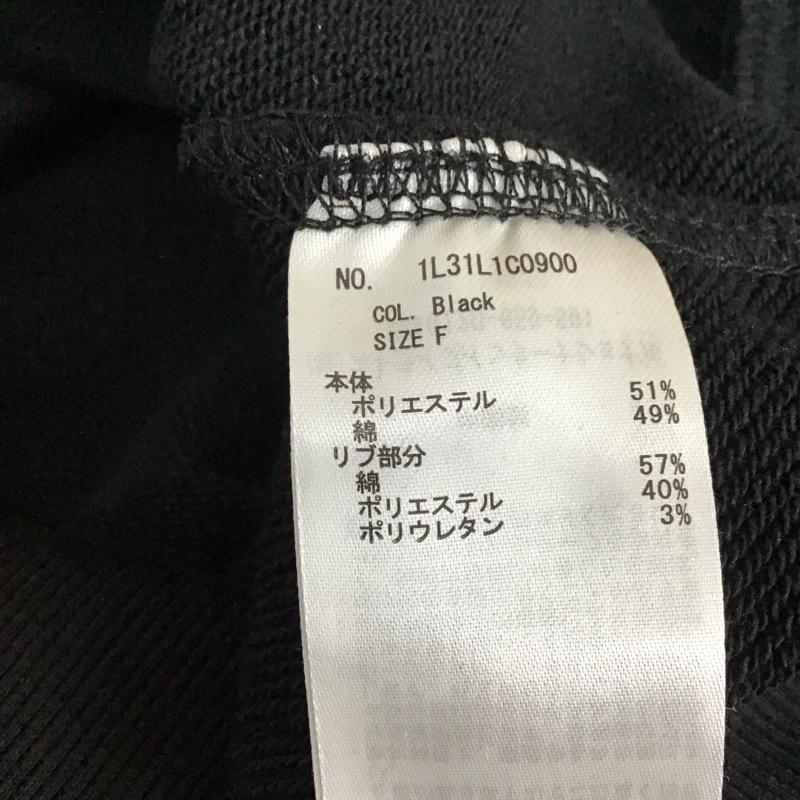 NO. 1L31L1C0900
COL. Black
SIZE F
本体
ポリエステル 51%
綿 49%
リブ部分
綿 57%
ポリエステル 40%
ポリウレタン 3%